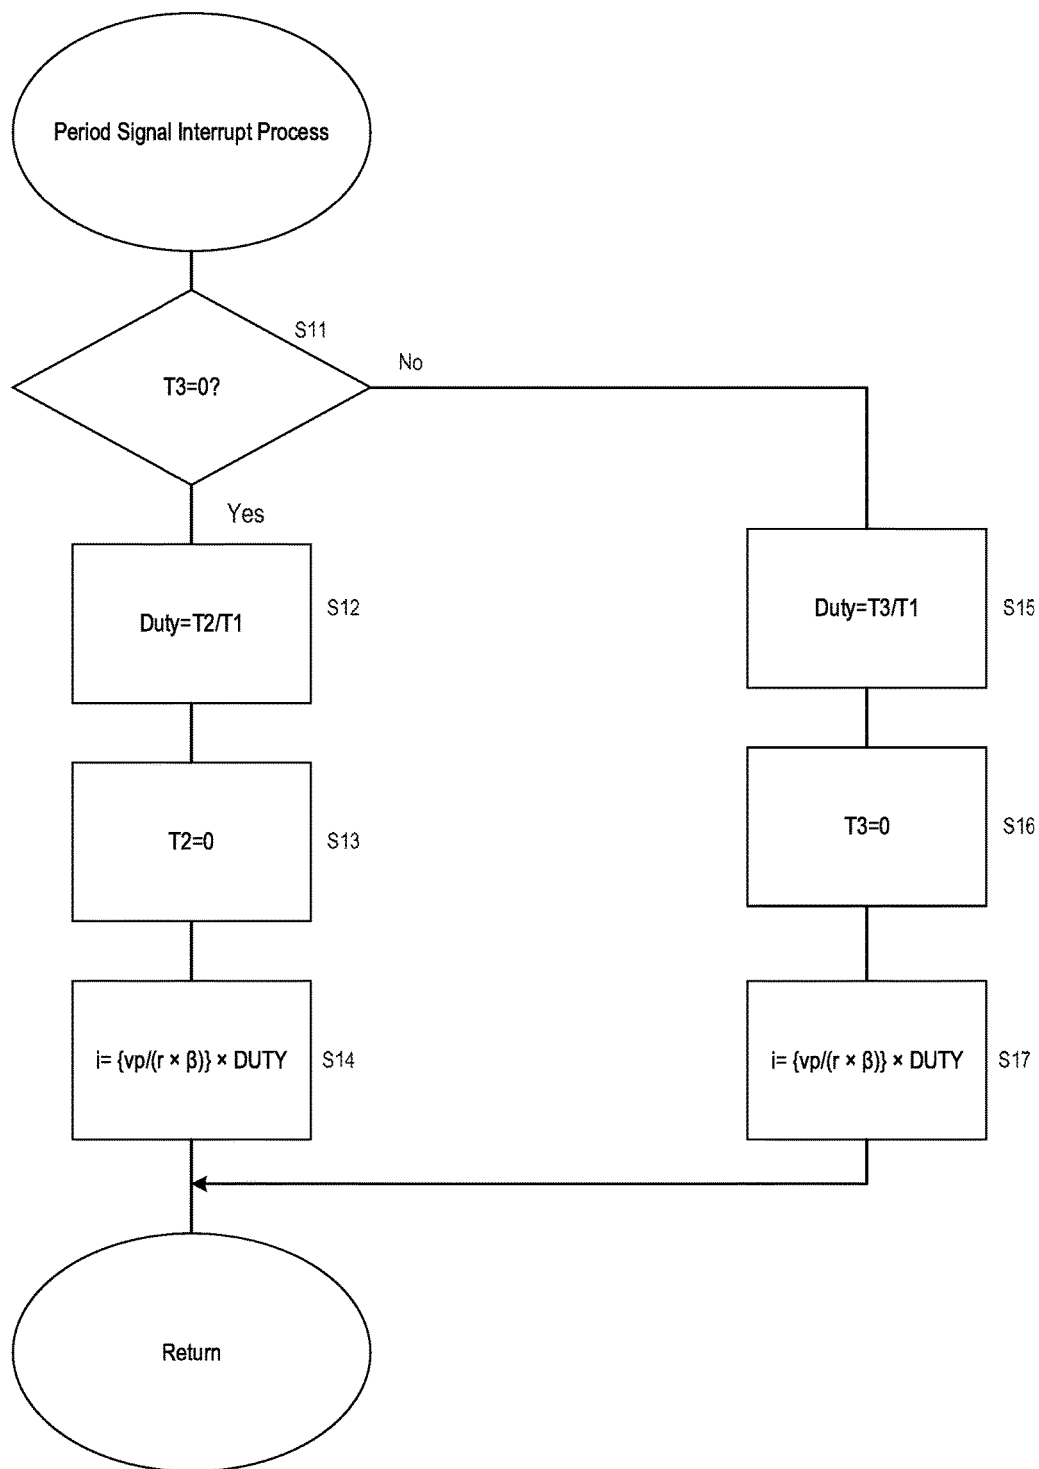 Period Signal Interrupt Process
S11
T3=0?
No
Yes
Duty=T2/T1
S12
Duty=T3/T1
S15
T2=0
S13
T3=0
S16
i= {vp/(r × β)} × DUTY
S14
i= {vp/(r × β)} × DUTY
S17
Return